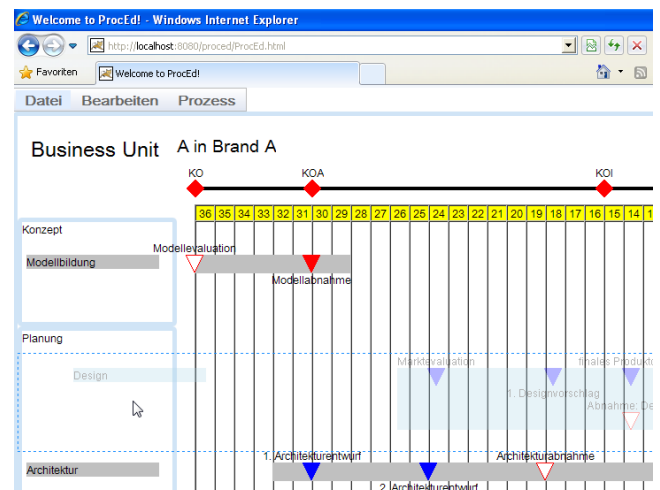 Welcome to ProcEd! - Windows Internet Explorer
http://localhost:8080/proced/ProcEd.html
Favoriten Welcome to ProcEd!
Datei Bearbeiten Prozess
Business Unit A in Brand A
KO KOA KOI
36 35 34 33 32 31 30 29 28 27 26 25 24 23 22 21 20 19 18 17 16 15 14 1
Konzept
Modellevaluation
Modellbildung
Modellabnahme
Planung
Marktevaluation finales Produkto
Design
1. Designvorschlag
Abnahme: De
1. Architekturentwurf Architekturabnahme
Architektur
2. Architekturentwurf